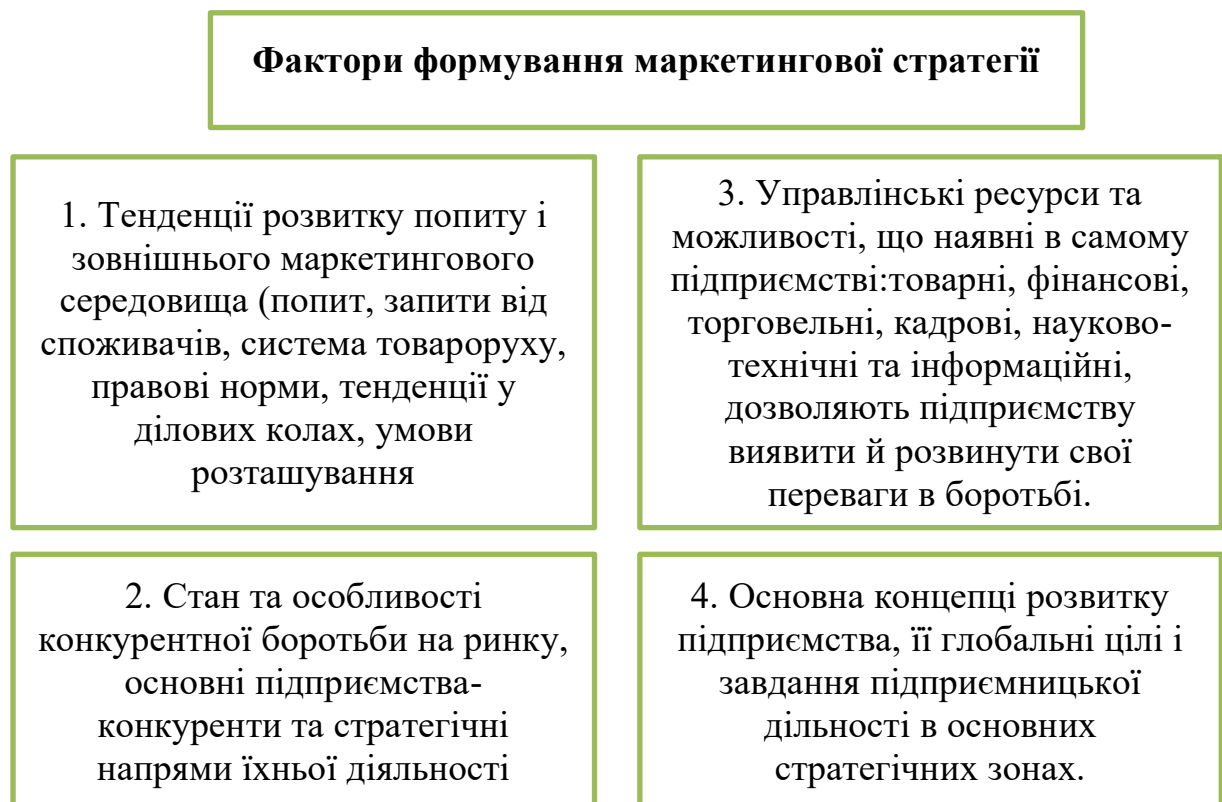 Фактори формування маркетингової стратегії
1. Тенденції розвитку попиту і
зовнішнього маркетингового
середовища (попит, запити від
споживачів, система товароруху,
правові норми, тенденції у
ділових колах, умови
розташування
2. Стан та особливості
конкурентної боротьби на ринку,
основні підприємства-
конкуренти та стратегічні
напрями їхньої діяльності
3. Управлінські ресурси та
можливості, що наявні в самому
підприємстві:товарні, фінансові,
торговельні, кадрові, науково-
технічні та інформаційні,
дозволяють підприємству
виявити й розвинути свої
переваги в боротьбі.
4. Основна концепці розвитку
підприємства, її глобальні цілі і
завдання підприємницької
дільності в основних
стратегічних зонах.